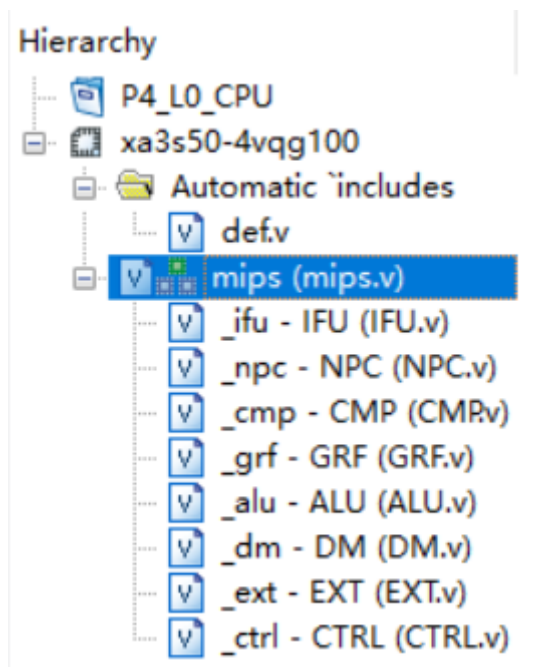 Hierarchy
P4_L0_CPU
xa3s50-4vqg100
Automatic `includes
def.v
mips (mips.v)
_ifu - IFU (IFU.v)
_npc - NPC (NPC.v)
_cmp - CMP (CMP.v)
_grf - GRF (GRF.v)
_alu - ALU (ALU.v)
_dm - DM (DM.v)
_ext - EXT (EXT.v)
_ctrl - CTRL (CTRL.v)